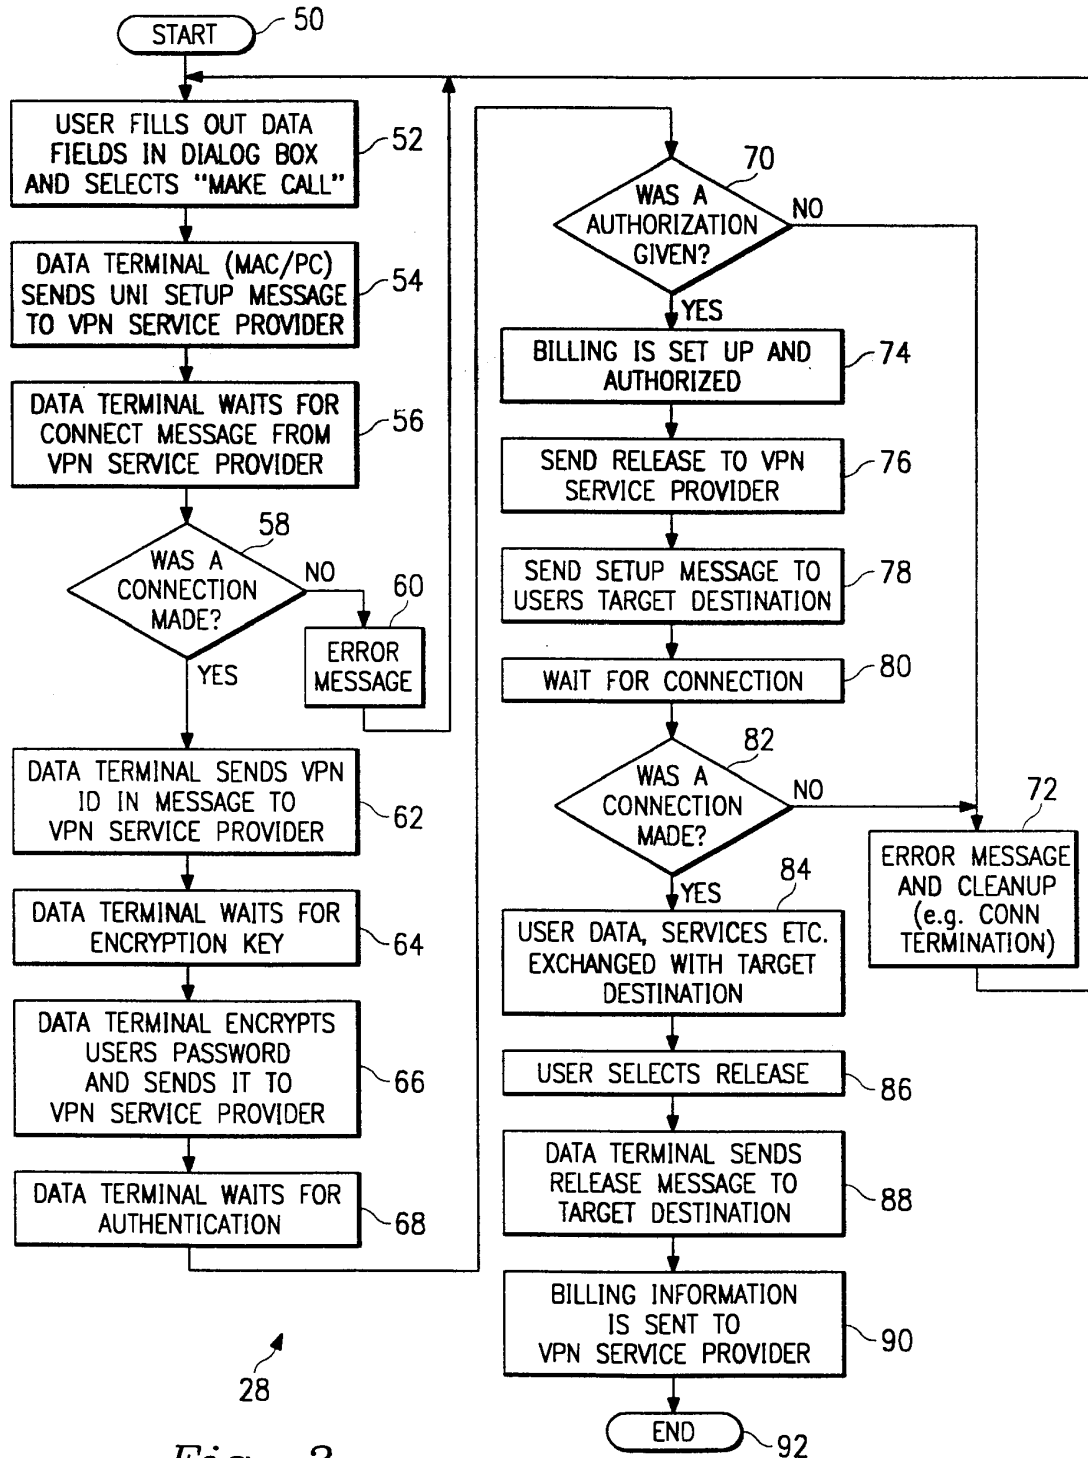 START
50
USER FILLS OUT DATA
FIELDS IN DIALOG BOX
AND SELECTS "MAKE CALL"
52
DATA TERMINAL (MAC/PC)
SENDS UNI SETUP MESSAGE
TO VPN SERVICE PROVIDER
54
DATA TERMINAL WAITS FOR
CONNECT MESSAGE FROM
VPN SERVICE PROVIDER
56
WAS A
CONNECTION
MADE?
58
NO
YES
60
ERROR
MESSAGE
DATA TERMINAL SENDS VPN
ID IN MESSAGE TO
VPN SERVICE PROVIDER
62
DATA TERMINAL WAITS FOR
ENCRYPTION KEY
64
DATA TERMINAL ENCRYPTS
USERS PASSWORD
AND SENDS IT TO
VPN SERVICE PROVIDER
66
DATA TERMINAL WAITS FOR
AUTHENTICATION
68
28
WAS A
AUTHORIZATION
GIVEN?
70
NO
YES
BILLING IS SET UP AND
AUTHORIZED
74
SEND RELEASE TO VPN
SERVICE PROVIDER
76
SEND SETUP MESSAGE TO
USERS TARGET DESTINATION
78
WAIT FOR CONNECTION
80
WAS A
CONNECTION
MADE?
82
NO
YES
72
ERROR MESSAGE
AND CLEANUP
(e.g. CONN
TERMINATION)
84
USER DATA, SERVICES ETC.
EXCHANGED WITH TARGET
DESTINATION
USER SELECTS RELEASE
86
DATA TERMINAL SENDS
RELEASE MESSAGE TO
TARGET DESTINATION
88
BILLING INFORMATION
IS SENT TO
VPN SERVICE PROVIDER
90
END
92